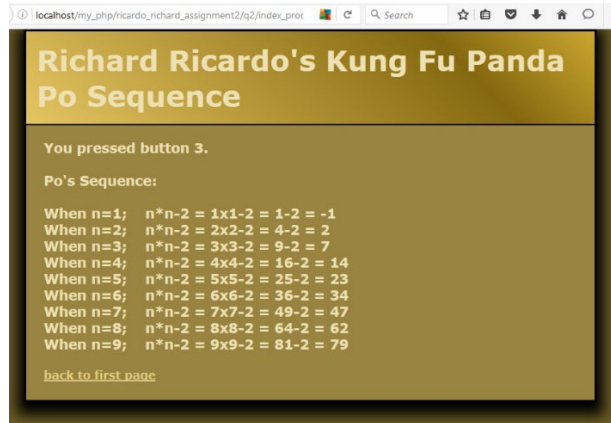 localhost/my_php/ricardo_richard_assignment2/q2/index_proc
Search
Richard Ricardo's Kung Fu Panda
Po Sequence
You pressed button 3.
Po's Sequence:
When n=1; n*n-2 = 1x1-2 = 1-2 = -1
When n=2; n*n-2 = 2x2-2 = 4-2 = 2
When n=3; n*n-2 = 3x3-2 = 9-2 = 7
When n=4; n*n-2 = 4x4-2 = 16-2 = 14
When n=5; n*n-2 = 5x5-2 = 25-2 = 23
When n=6; n*n-2 = 6x6-2 = 36-2 = 34
When n=7; n*n-2 = 7x7-2 = 49-2 = 47
When n=8; n*n-2 = 8x8-2 = 64-2 = 62
When n=9; n*n-2 = 9x9-2 = 81-2 = 79
back to first page